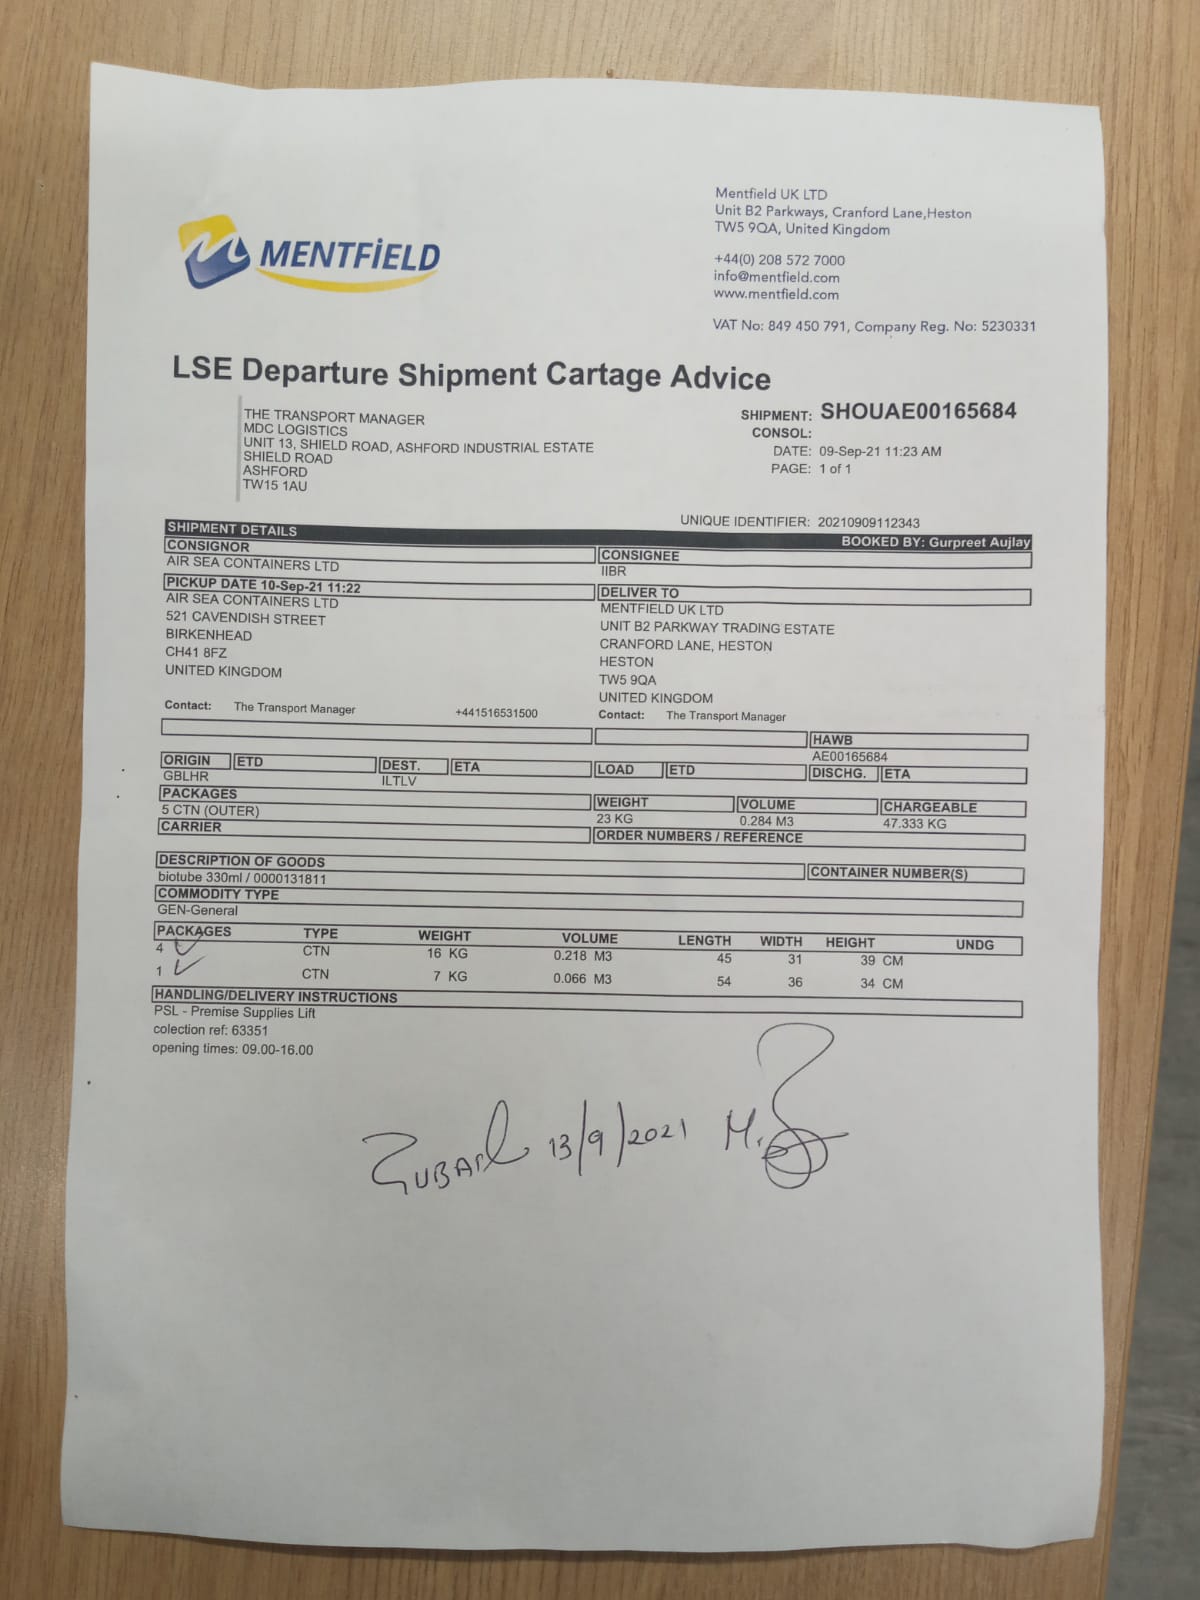 MENTFiELD
Mentfield UK LTD
Unit B2 Parkways, Cranford Lane,Heston
TW5 9QA, United Kingdom
+44(0) 208 572 7000
info@mentfield.com
www.mentfield.com
VAT No: 849 450 791, Company Reg. No: 5230331
LSE Departure Shipment Cartage Advice
THE TRANSPORT MANAGER
MDC LOGISTICS
UNIT 13, SHIELD ROAD, ASHFORD INDUSTRIAL ESTATE
SHIELD ROAD
ASHFORD
TW15 1AU
SHIPMENT: SHOUAE00165684
CONSOL:
DATE: 09-Sep-21 11:23 AM
PAGE: 1 of 1
UNIQUE IDENTIFIER: 20210909112343
SHIPMENT DETAILS BOOKED BY: Gurpreet Aujlay
CONSIGNOR
AIR SEA CONTAINERS LTD
CONSIGNEE
IIBR
PICKUP DATE 10-Sep-21 11:22
AIR SEA CONTAINERS LTD
521 CAVENDISH STREET
BIRKENHEAD
CH41 8FZ
UNITED KINGDOM
Contact: The Transport Manager +441516531500
DELIVER TO
MENTFIELD UK LTD
UNIT B2 PARKWAY TRADING ESTATE
CRANFORD LANE, HESTON
HESTON
TW5 9QA
UNITED KINGDOM
Contact: The Transport Manager
HAWB
AE00165684
ORIGIN ETD DEST. ETA LOAD ETD DISCHG. ETA
GBLHR ILTLV
PACKAGES WEIGHT VOLUME CHARGEABLE
5 CTN (OUTER) 23 KG 0.284 M3 47.333 KG
CARRIER ORDER NUMBERS / REFERENCE
DESCRIPTION OF GOODS CONTAINER NUMBER(S)
biotube 330ml / 0000131811
COMMODITY TYPE
GEN-General
PACKAGES TYPE WEIGHT VOLUME LENGTH WIDTH HEIGHT UNDG
4 CTN 16 KG 0.218 M3 45 31 39 CM
1 CTN 7 KG 0.066 M3 54 36 34 CM
HANDLING/DELIVERY INSTRUCTIONS
PSL - Premise Supplies Lift
colection ref: 63351
opening times: 09.00-16.00
13/9/2021 M.